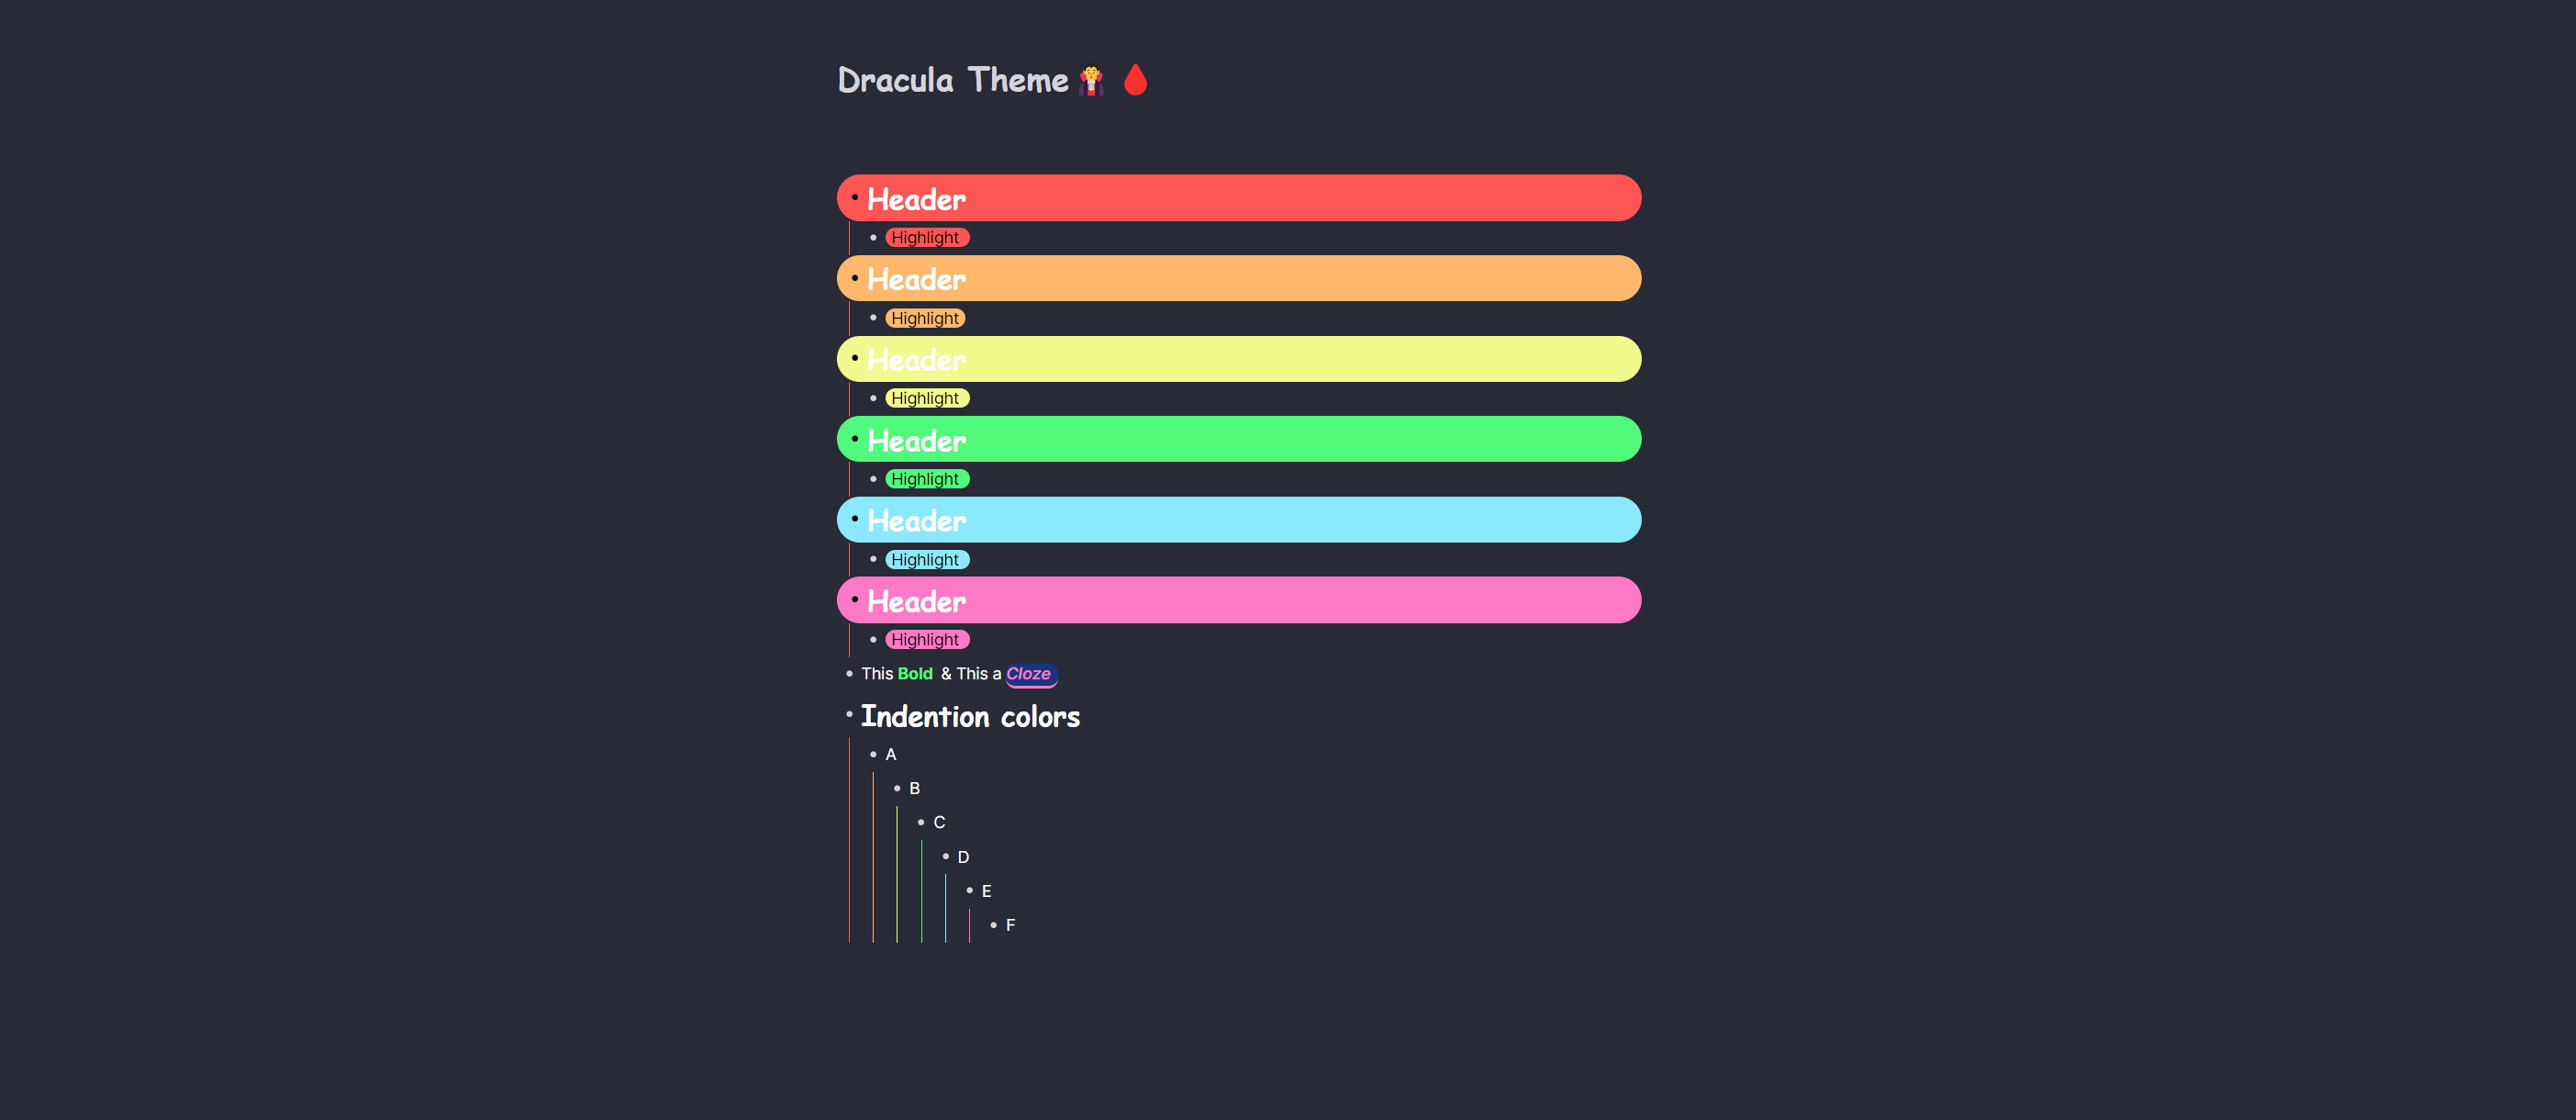 Dracula Theme 🧛 🩸
• Header
• Highlight
• Header
• Highlight
• Header
• Highlight
• Header
• Highlight
• Header
• Highlight
• Header
• Highlight
• This Bold & This a Cloze
• Indention colors
• A
• B
• C
• D
• E
• F